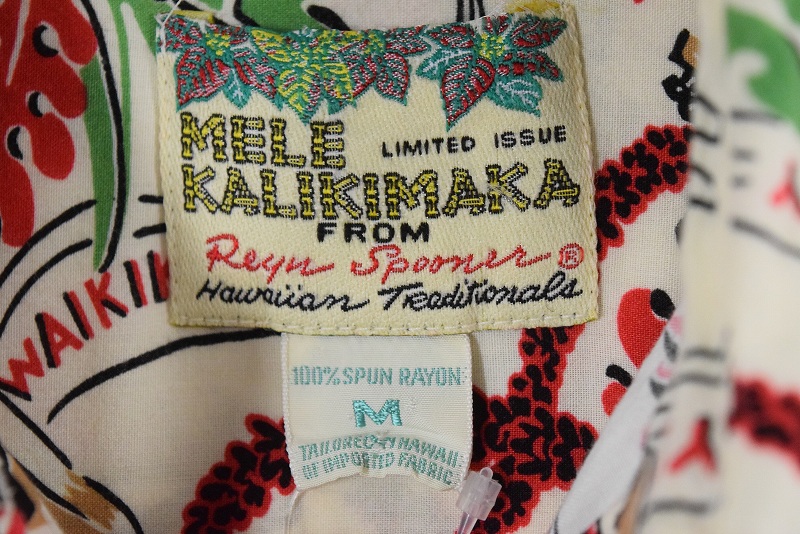 MELE
LIMITED ISSUE
KALIKIMAKA
FROM
Reyn Spooner®
Hawaiian Traditionals
WAIKIK
100% SPUN RAYON
M
TAILORED IN HAWAII
OF IMPORTED FABRIC